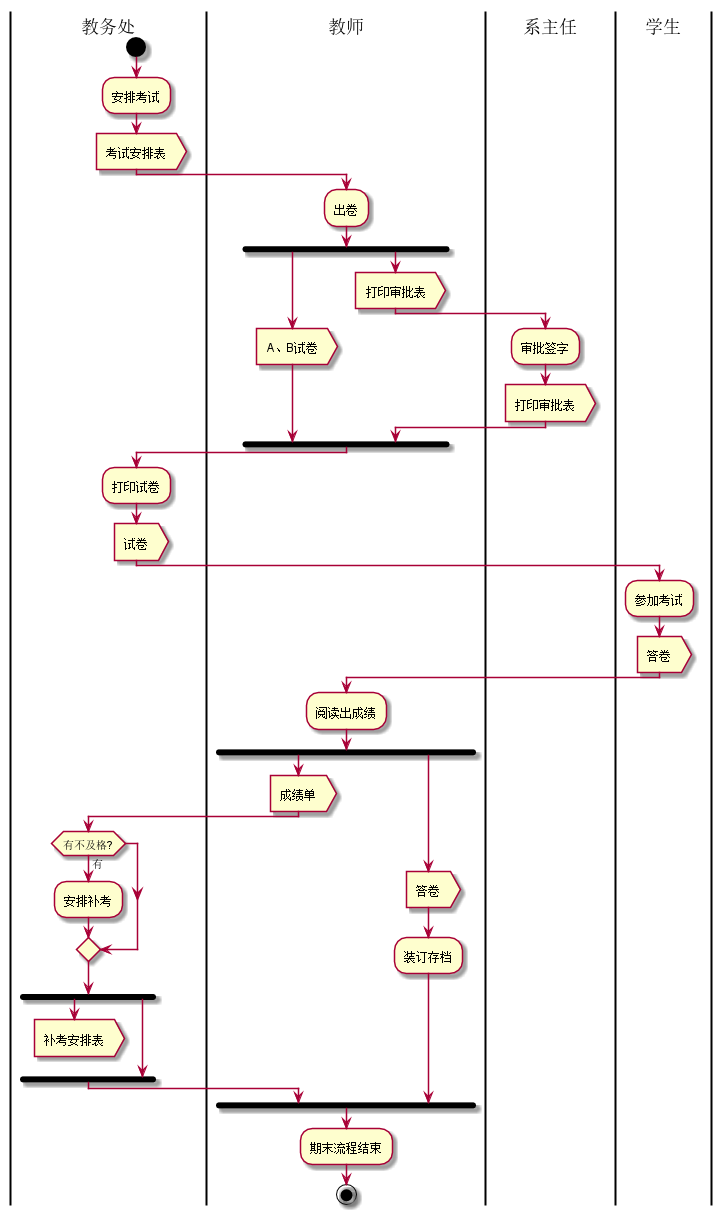 教务处
教师
系主任
学生
安排考试
考试安排表
出卷
打印审批表
A、B试卷
审批签字
打印审批表
打印试卷
试卷
参加考试
答卷
阅读出成绩
成绩单
有不及格?
有
答卷
安排补考
装订存档
补考安排表
期末流程结束